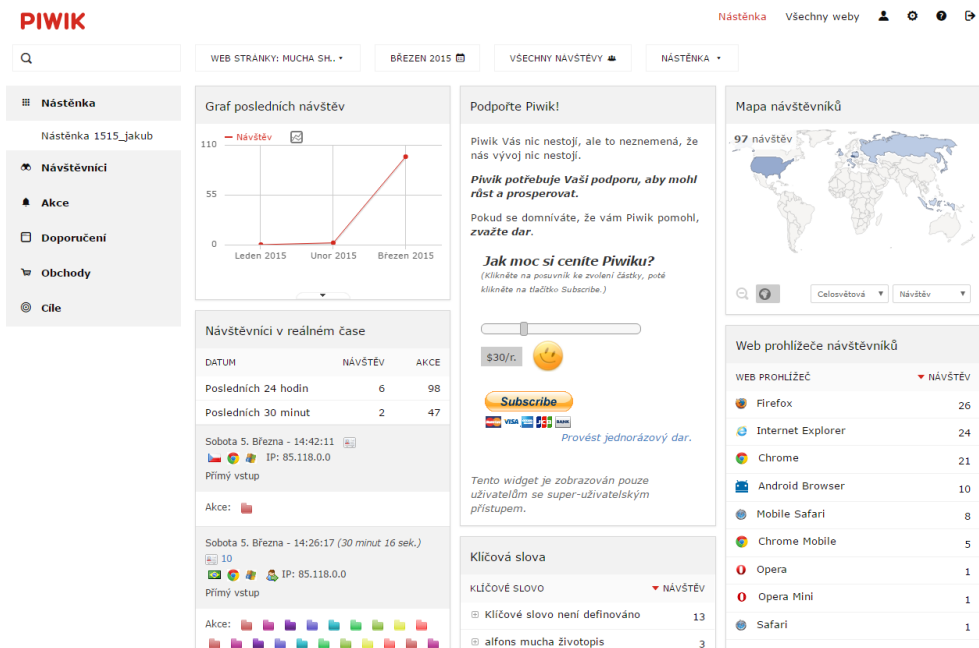 PIWIK
Nástěnka Všechny weby
WEB STRÁNKY: MUCHA SH..
BŘEZEN 2015
VŠECHNY NÁVŠTĚVY
NÁSTĚNKA
Nástěnka
Nástěnka 1515_jakub
Návštěvníci
Akce
Doporučení
Obchody
Cíle
Graf posledních návštěv
Návštěv
110
55
0
Leden 2015 Únor 2015 Březen 2015
Návštěvníci v reálném čase
DATUM NÁVŠTĚV AKCE
Posledních 24 hodin 6 98
Posledních 30 minut 2 47
Sobota 5. Března - 14:42:11
IP: 85.118.0.0
Přímý vstup
Akce:
Sobota 5. Března - 14:26:17 (30 minut 16 sek.)
10
IP: 85.118.0.0
Přímý vstup
Akce:
Podpořte Piwik!
Piwik Vás nic nestojí, ale to neznemená, že
nás vývoj nic nestojí.
Piwik potřebuje Vaši podporu, aby mohl
růst a prosperovat.
Pokud se domníváte, že vám Piwik pomohl,
zvažte dar.
Jak moc si ceníte Piwiku?
(Klikněte na posuvník ke zvolení částky, poté
klikněte na tlačítko Subscribe.)
$30/r.
Subscribe
VISA
BANK
Provést jednorázový dar.
Tento widget je zobrazován pouze
uživatelům se super-uživatelským
přístupem.
Klíčová slova
KLÍČOVÉ SLOVO NÁVŠTĚV
Klíčové slovo není definováno 13
alfons mucha životopis 3
Mapa návštěvníků
97 návštěv
Celosvětová Návštěv
Web prohlížeče návštěvníků
WEB PROHLÍŽEČ NÁVŠTĚV
Firefox 26
Internet Explorer 24
Chrome 21
Android Browser 10
Mobile Safari 8
Chrome Mobile 5
Opera 1
Opera Mini 1
Safari 1